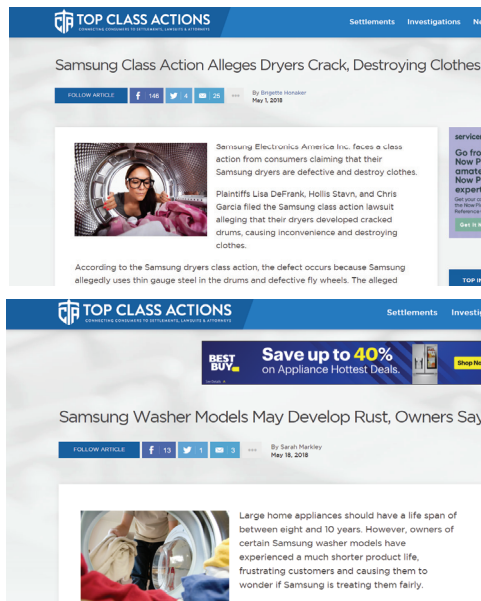 TOP CLASS ACTIONS
CONNECTING CONSUMERS TO SETTLEMENTS, LAWSUITS & ATTORNEYS
Settlements Investigations
Samsung Class Action Alleges Dryers Crack, Destroying Clothes
FOLLOW ARTICLE f 146 4 25 ... By Brigette Honaker
May 1, 2018
Samsung Electronics America Inc. faces a class
action from consumers claiming that their
Samsung dryers are defective and destroy clothes.
Plaintiffs Lisa DeFrank, Hollis Stavn, and Chris
Garcia filed the Samsung class action lawsuit
alleging that their dryers developed cracked
drums, causing inconvenience and destroying
clothes.
According to the Samsung dryers class action, the defect occurs because Samsung
allegedly uses thin gauge steel in the drums and defective fly wheels. The alleged
Go fro
Now P
amate
Now P
expert
TOP IN
TOP CLASS ACTIONS
CONNECTING CONSUMERS TO SETTLEMENTS, LAWSUITS & ATTORNEYS
Settlements Investi
BEST
BUY
Save up to 40%
on Appliance Hottest Deals.
Shop No
Samsung Washer Models May Develop Rust, Owners Say
FOLLOW ARTICLE f 13 1 3 ... By Sarah Markley
May 18, 2018
Large home appliances should have a life span of
between eight and 10 years. However, owners of
certain Samsung washer models have
experienced a much shorter product life,
frustrating customers and causing them to
wonder if Samsung is treating them fairly.